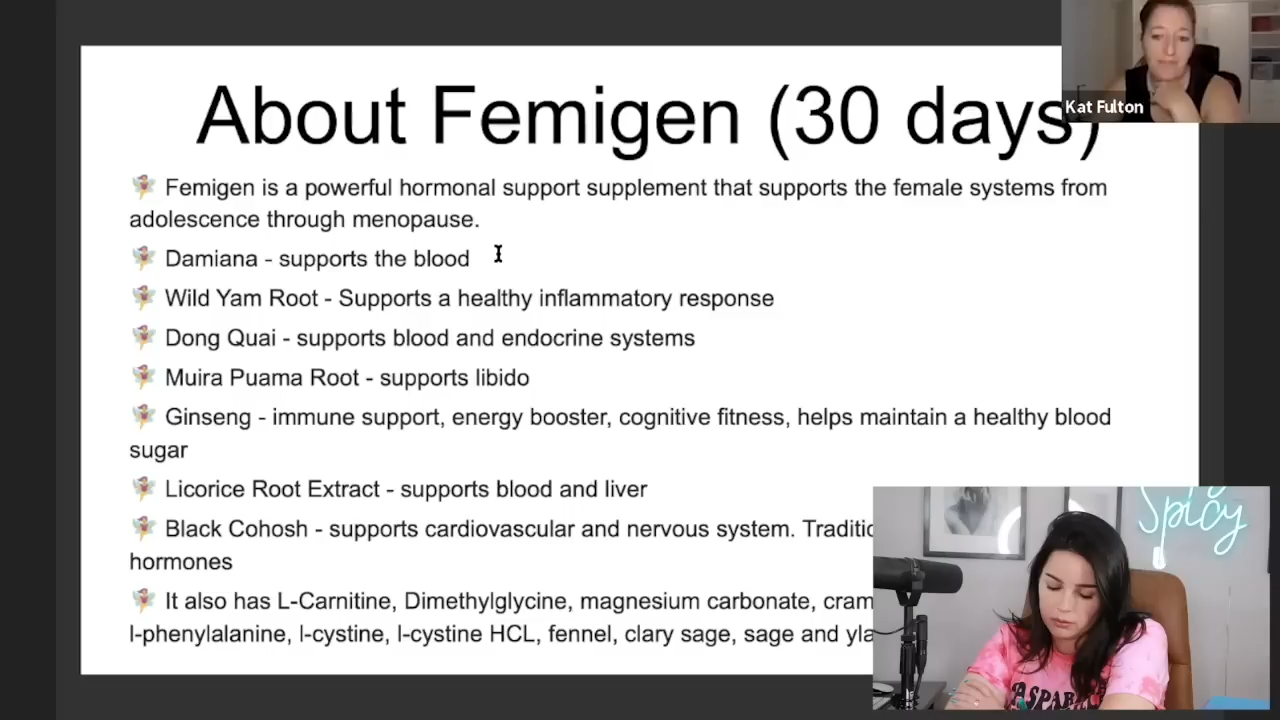 About Femigen (30 days)
Kat Fulton
Femigen is a powerful hormonal support supplement that supports the female systems from
adolescence through menopause.
Damiana - supports the blood
Wild Yam Root - Supports a healthy inflammatory response
Dong Quai - supports blood and endocrine systems
Muira Puama Root - supports libido
Ginseng - immune support, energy booster, cognitive fitness, helps maintain a healthy blood
sugar
Licorice Root Extract - supports blood and liver
Black Cohosh - supports cardiovascular and nervous system.
hormones
It also has L-Carnitine, Dimethylglycine, magnesium carbonate,
l-phenylalanine, l-cystine, l-cystine HCL, fennel, clary sage, sage and
Spicy